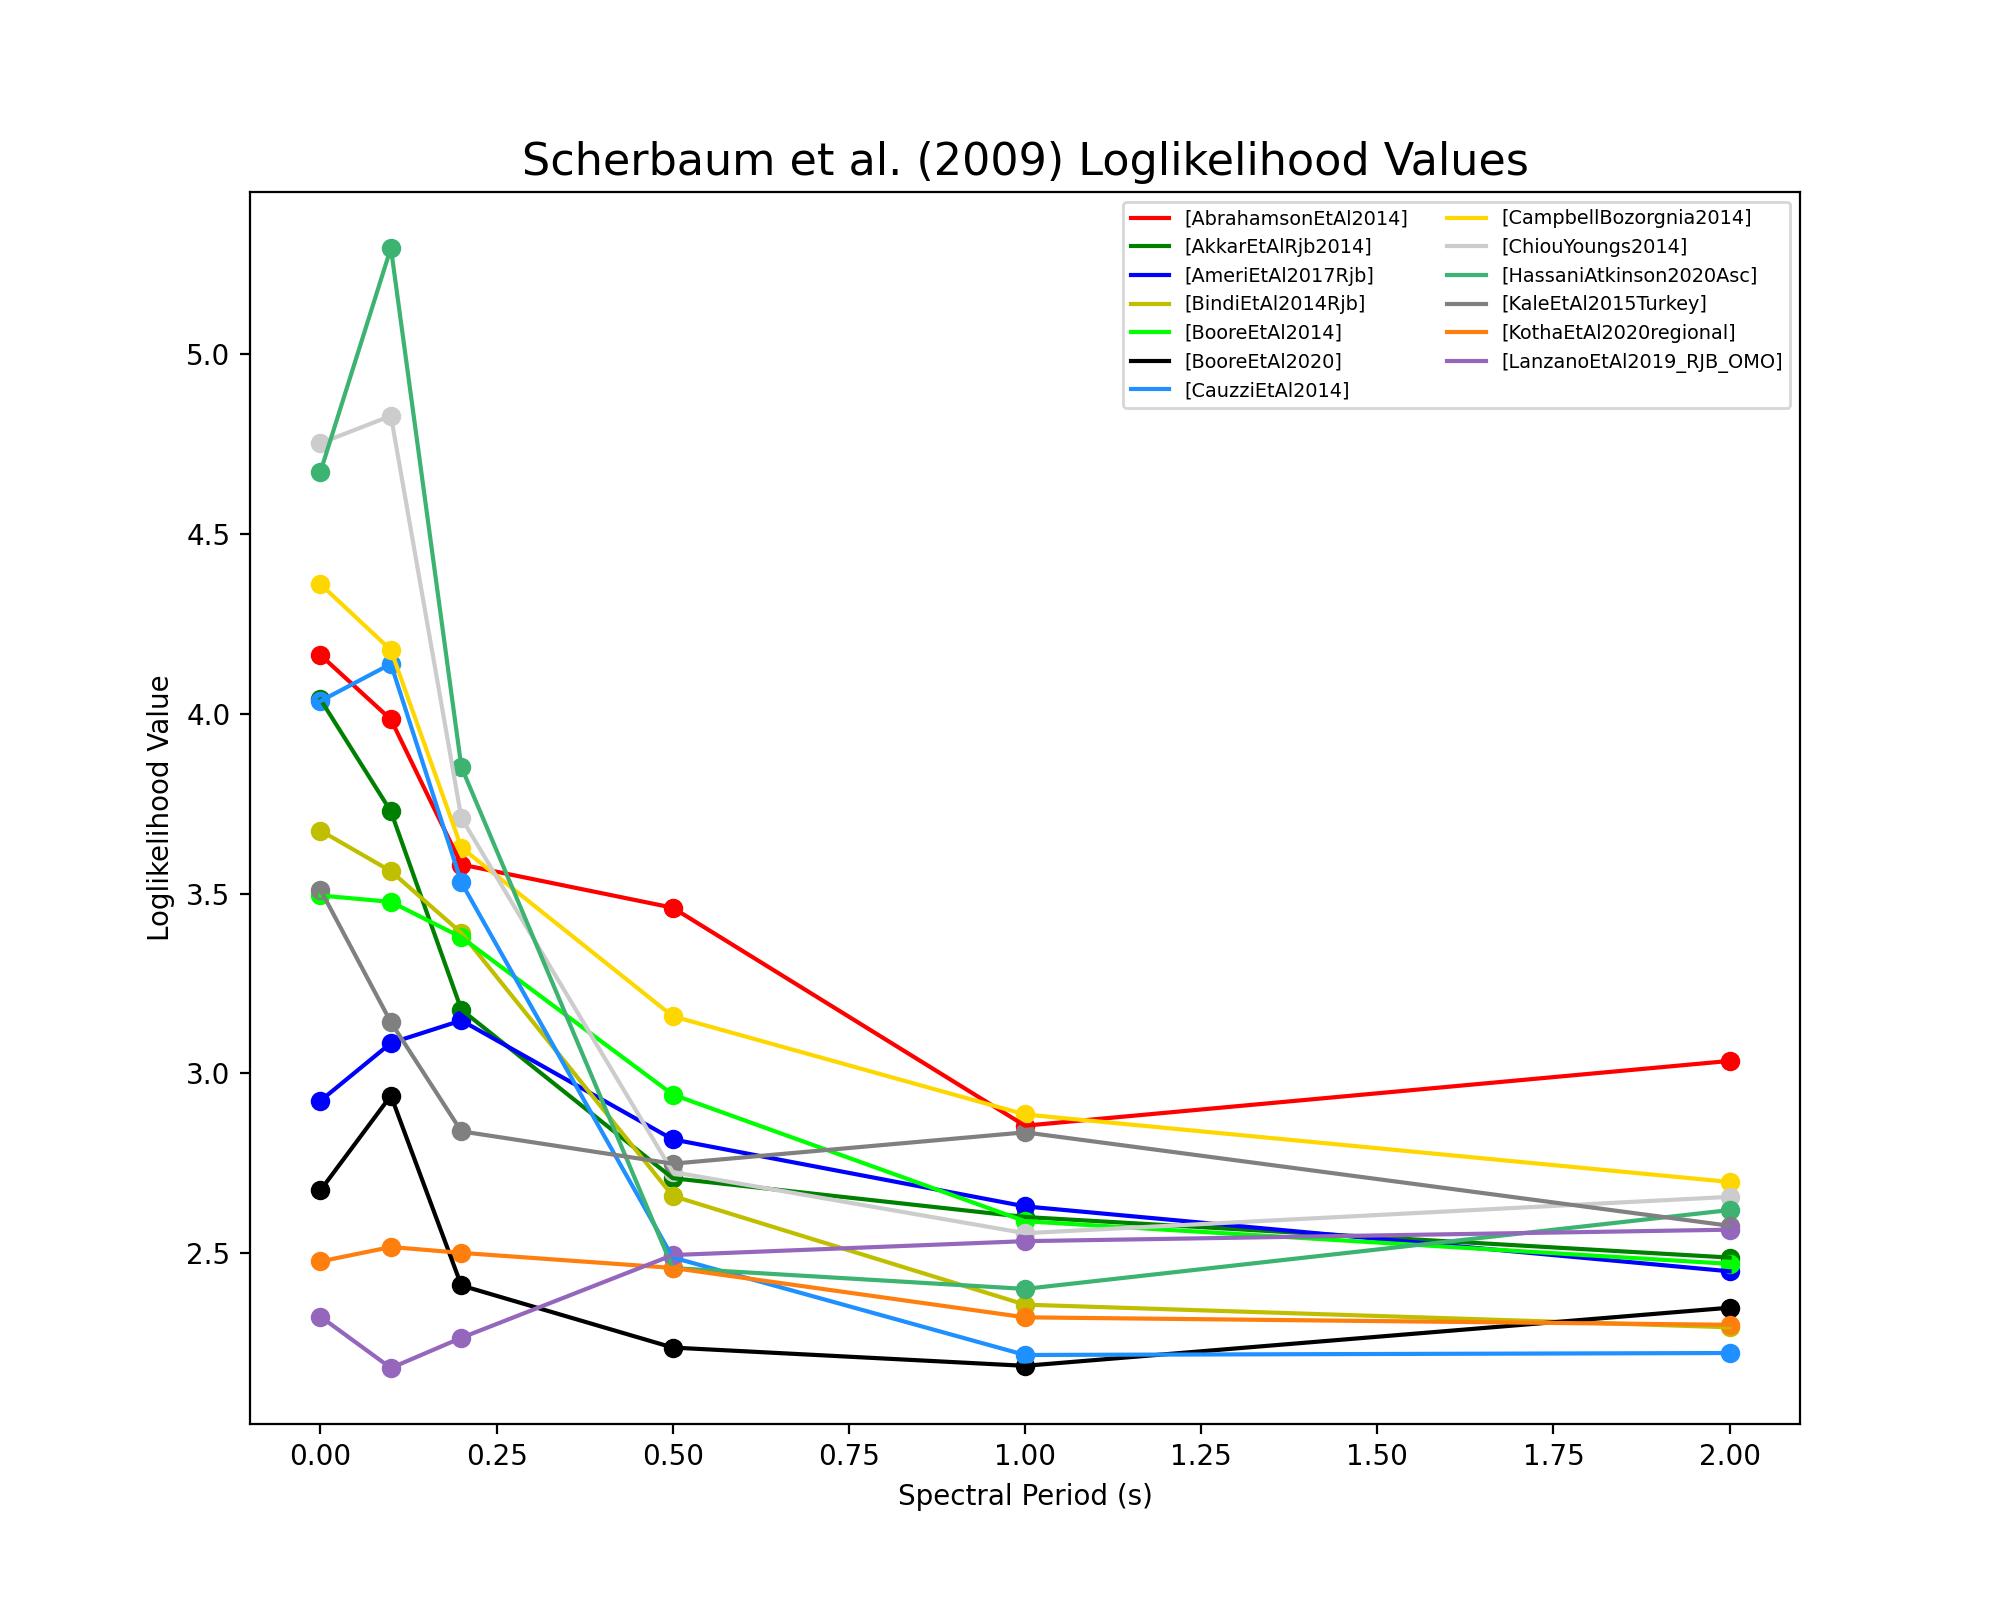 Scherbaum et al. (2009) Loglikelihood Values
[AbrahamsonEtAl2014]
[AkkarEtAlRjb2014]
[AmeriEtAl2017Rjb]
[BindiEtAl2014Rjb]
[BooreEtAl2014]
[BooreEtAl2020]
[CauzziEtAl2014]
[CampbellBozorgnia2014]
[ChiouYoungs2014]
[HassaniAtkinson2020Asc]
[KaleEtAl2015Turkey]
[KothaEtAl2020regional]
[LanzanoEtAl2019_RJB_OMO]
Loglikelihood Value
5.0
4.5
4.0
3.5
3.0
2.5
0.00 0.25 0.50 0.75 1.00 1.25 1.50 1.75 2.00
Spectral Period (s)